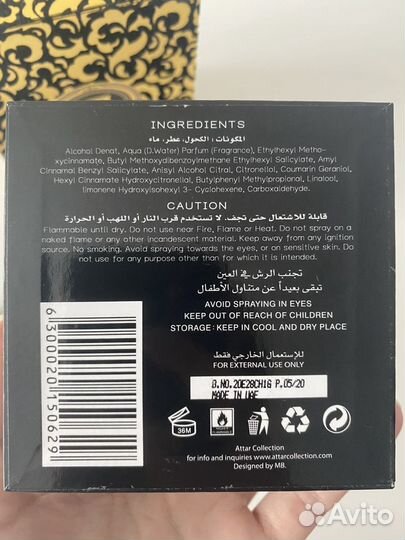 INGREDIENTS
المكونات: الكحول, عطر, ماء
Alcohol Denat, Aqua (D.Water) Parfum (Fragrance), Ethylhexyl Metho-
xycinnamate, Butyl Methoxydibenzoylmethane Ethylhexyl Salicylate, Amyl
Cinnamal Benzyl Salicylate, Anisyl Alcohol Citral, Citronellol, Coumarin Geraniol,
Hexyl Cinnamate Hydroxycitronellol, Butylphenyl Methylpropional, Linalool,
limonene Hydroxyisohexyl 3- Cyclohexene, Carboxaldehyde.
CAUTION
قابلة للاشتعال حتى تجف. لا تستخدم قرب النار أو اللهب أو الحرارة
Flammable until dry. Do not use near Fire, Flame or Heat. Do not spray on a
naked flame or any other incandescent material. Keep away from any ignition
source. No smoking. Avoid spraying towards the eyes, or on sensitive skin. Do
not use for any purpose other than for which it is intended.
تجنب الرش في العين
تبقى بعيداً عن متناول الأطفال
AVOID SPRAYING IN EYES
KEEP OUT OF REACH OF CHILDREN
STORAGE: KEEP IN COOL AND DRY PLACE
للإستعمال الخارجي فقط
FOR EXTERNAL USE ONLY
B.NO.20E28CH16 P.05/20
MADE IN UAE
6300020150629
36M
Attar Collection
for info and inquiries www.attarcollection.com
Designed by MB.
Avito